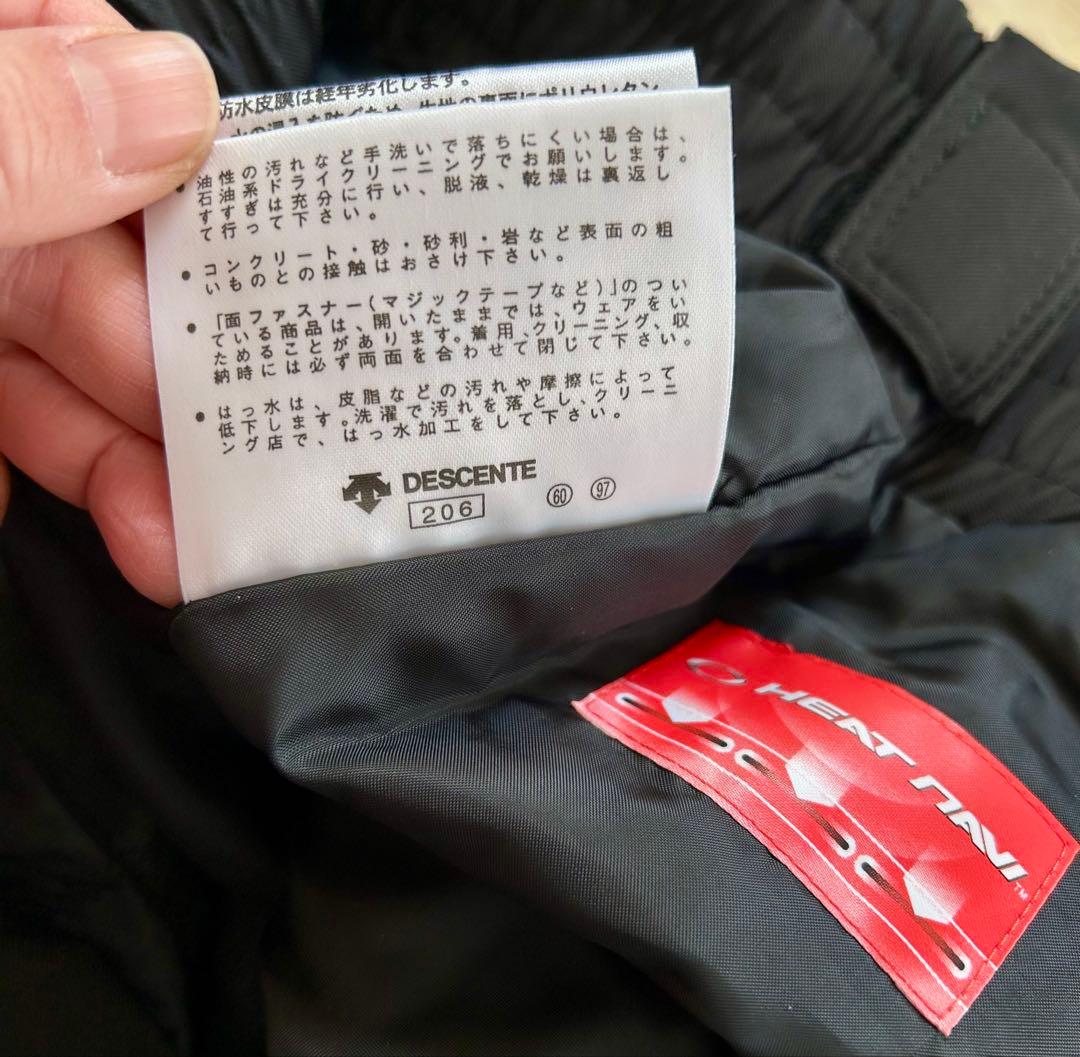 防水皮膜は経年劣化します。
油性の汚れなど手洗いで落ちにくい場合は、
石油系ドライクリーニングでお願いします。
すすぎは充分に行い、脱液、乾燥は裏返し
て行って下さい。
• コンクリート・砂・砂利・岩など表面の粗
いものとの接触はおさけ下さい。
• 「面ファスナー(マジックテープなど)」のつい
ている商品は、開いたままでは、ウェアをい
ためることがあります。着用、クリーニング、収
納時には必ず両面を合わせて閉じて下さい。
• はっ水は、皮脂などの汚れや摩擦によって
低下します。洗濯で汚れを落とし、クリーニ
ング店で、はっ水加工をして下さい。
DESCENTE
206 60 97
HEAT NAVI™